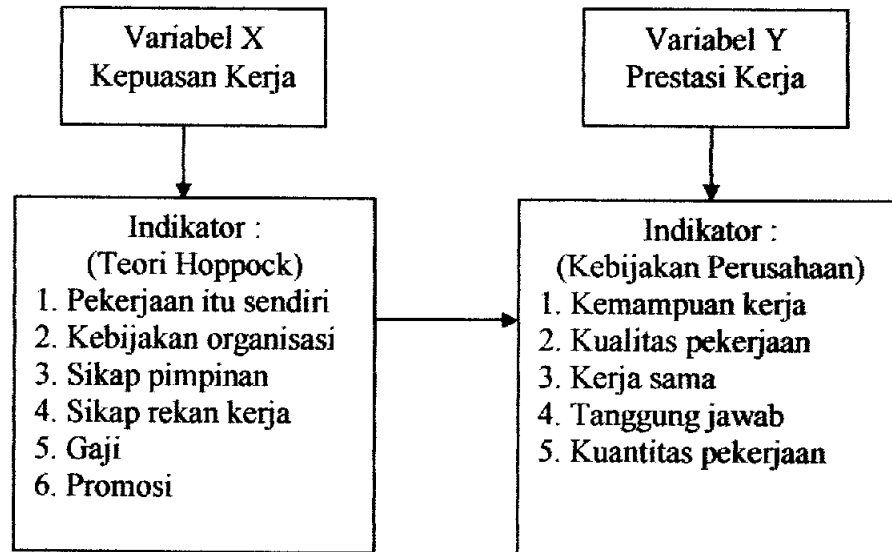 Variabel X
Kepuasan Kerja
Variabel Y
Prestasi Kerja
Indikator :
(Teori Hoppock)
1. Pekerjaan itu sendiri
2. Kebijakan organisasi
3. Sikap pimpinan
4. Sikap rekan kerja
5. Gaji
6. Promosi
Indikator :
(Kebijakan Perusahaan)
1. Kemampuan kerja
2. Kualitas pekerjaan
3. Kerja sama
4. Tanggung jawab
5. Kuantitas pekerjaan